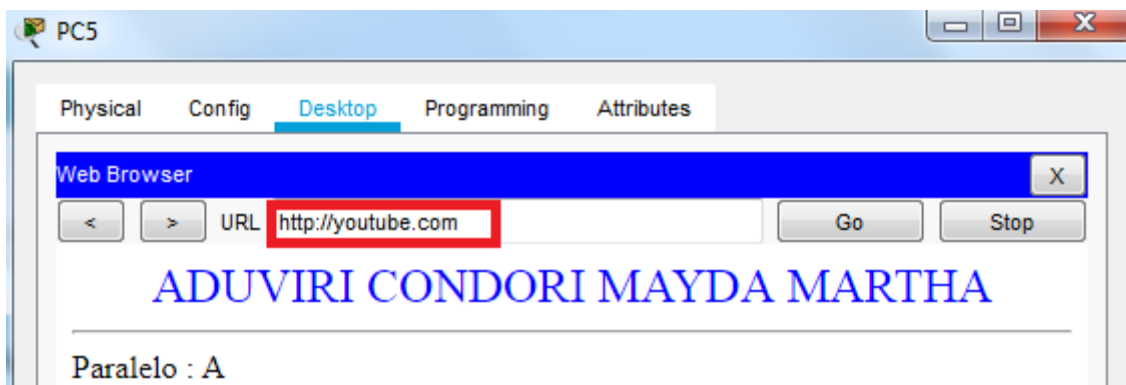 PC5
X
Physical Config Desktop Programming Attributes
Web Browser X
< > URL http://youtube.com Go Stop
ADUVIRI CONDORI MAYDA MARTHA
Paralelo : A